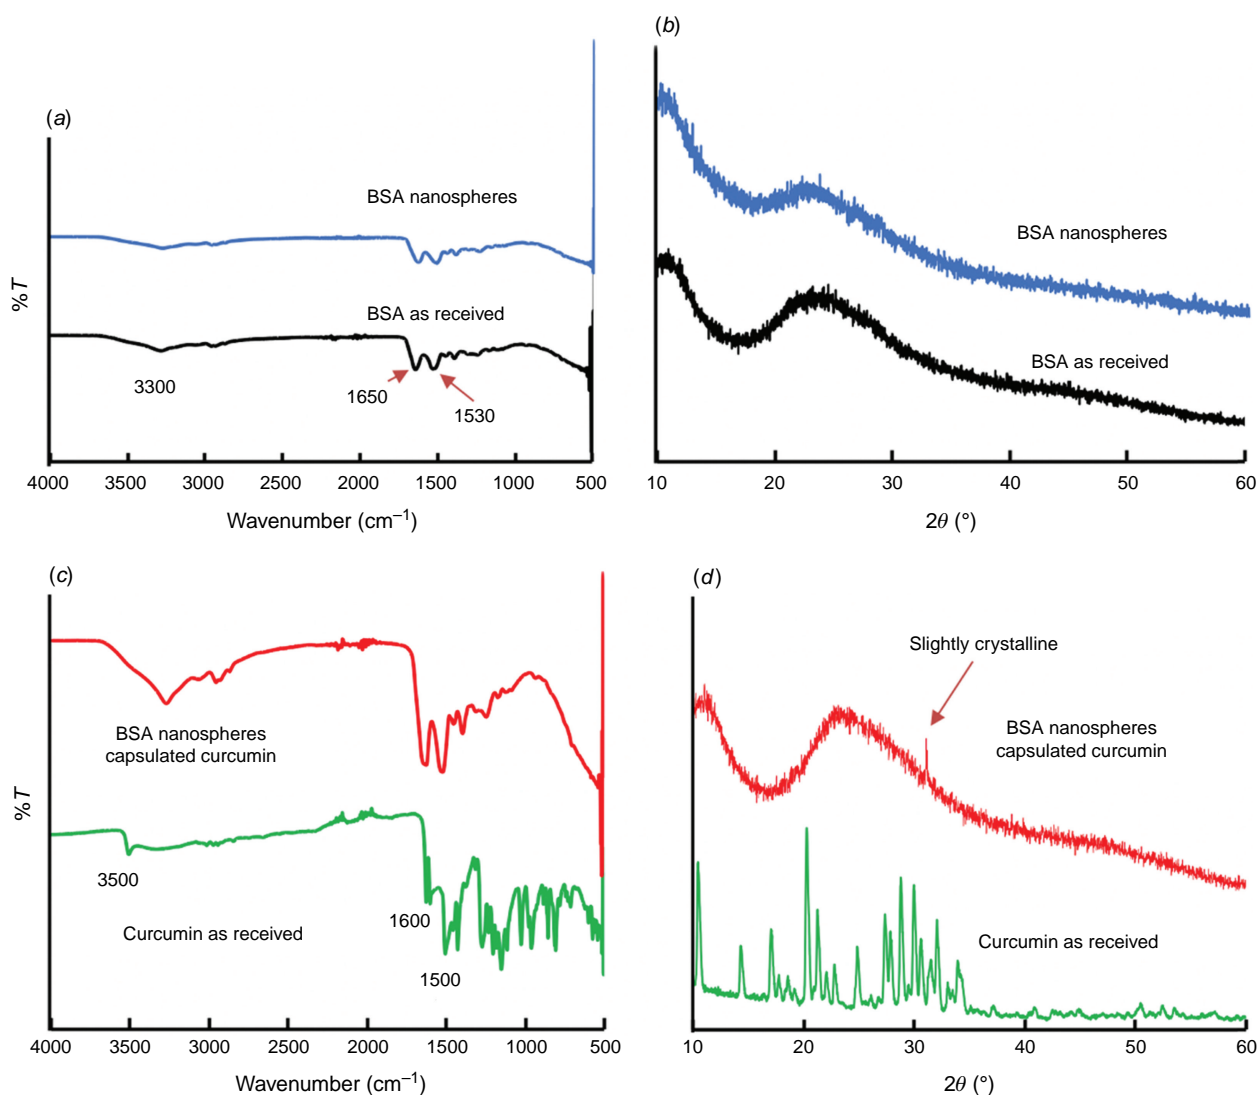 (a)
BSA nanospheres
%T
BSA as received
3300
1650
1530
4000 3500 3000 2500 2000 1500 1000 500
Wavenumber (cm–1)
(b)
BSA nanospheres
BSA as received
10 20 30 40 50 60
2θ (°)
(c)
BSA nanospheres
capsulated curcumin
%T
3500
1600
Curcumin as received
1500
4000 3500 3000 2500 2000 1500 1000 500
Wavenumber (cm–1)
(d)
Slightly crystalline
BSA nanospheres
capsulated curcumin
Curcumin as received
10 20 30 40 50 60
2θ (°)